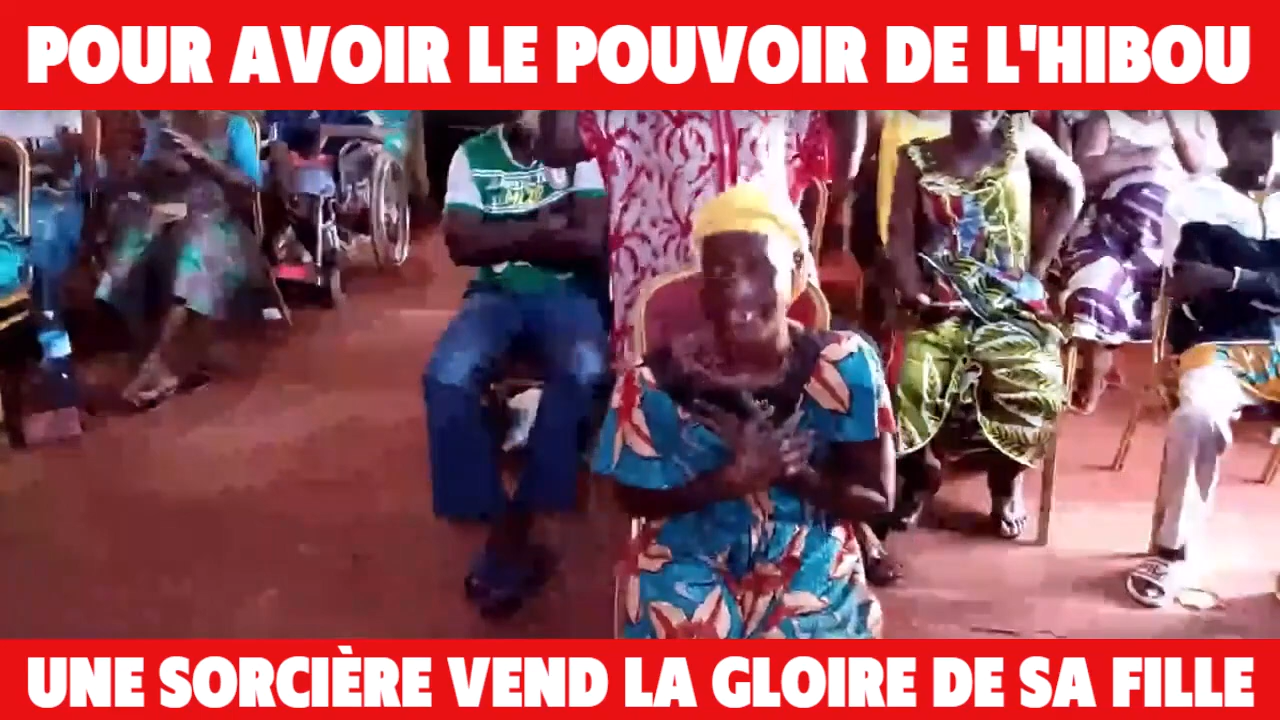 POUR AVOIR LE POUVOIR DE L'HIBOU
UNE SORCIÈRE VEND LA GLOIRE DE SA FILLE